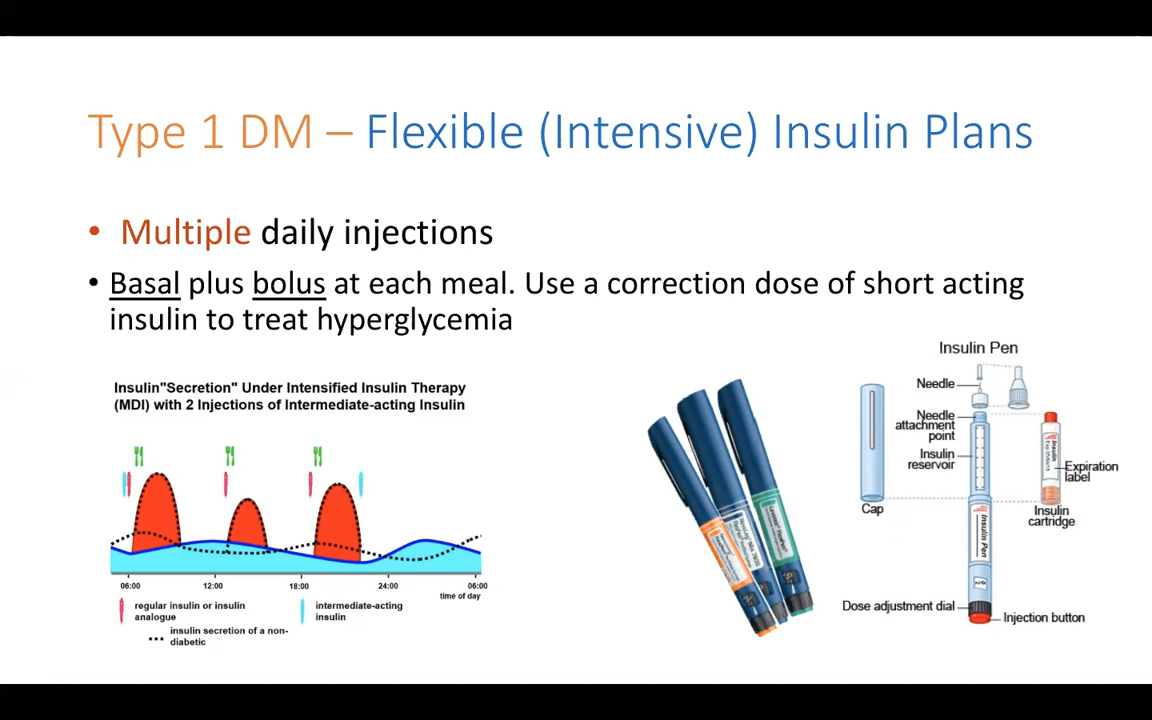 Type 1 DM – Flexible (Intensive) Insulin Plans
• Multiple daily injections
• Basal plus bolus at each meal. Use a correction dose of short acting
insulin to treat hyperglycemia
Insulin"Secretion" Under Intensified Insulin Therapy
(MDI) with 2 Injections of Intermediate-acting Insulin
06:00 12:00 18:00 24:00 06:00
time of day
regular insulin or insulin
analogue
intermediate-acting
insulin
insulin secretion of a non-
diabetic
Insulin Pen
Needle
Needle
attachment
point
Insulin
reservoir
Cap
Expiration
label
Insulin
cartridge
Insulin
Insulin Pen
Dose adjustment dial
Injection button